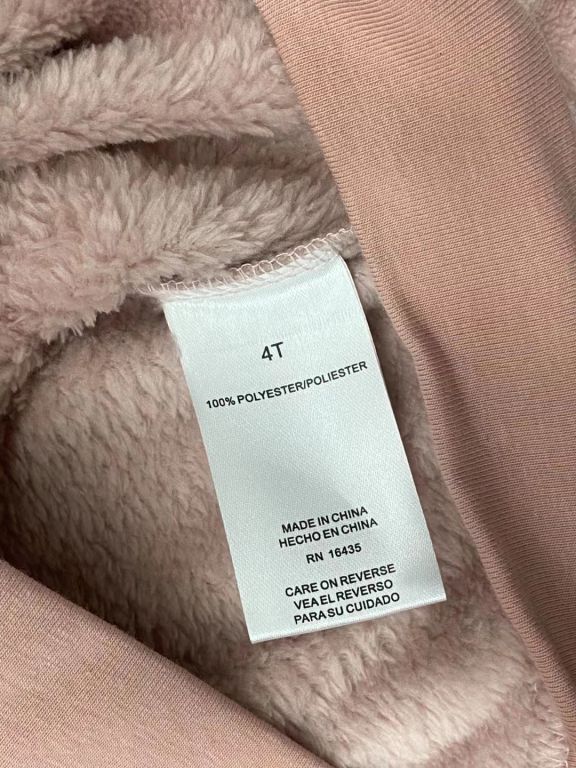 4T
100% POLYESTER/POLIESTER
MADE IN CHINA
HECHO EN CHINA
RN 16435
CARE ON REVERSE
VEA EL REVERSO
PARA SU CUIDADO